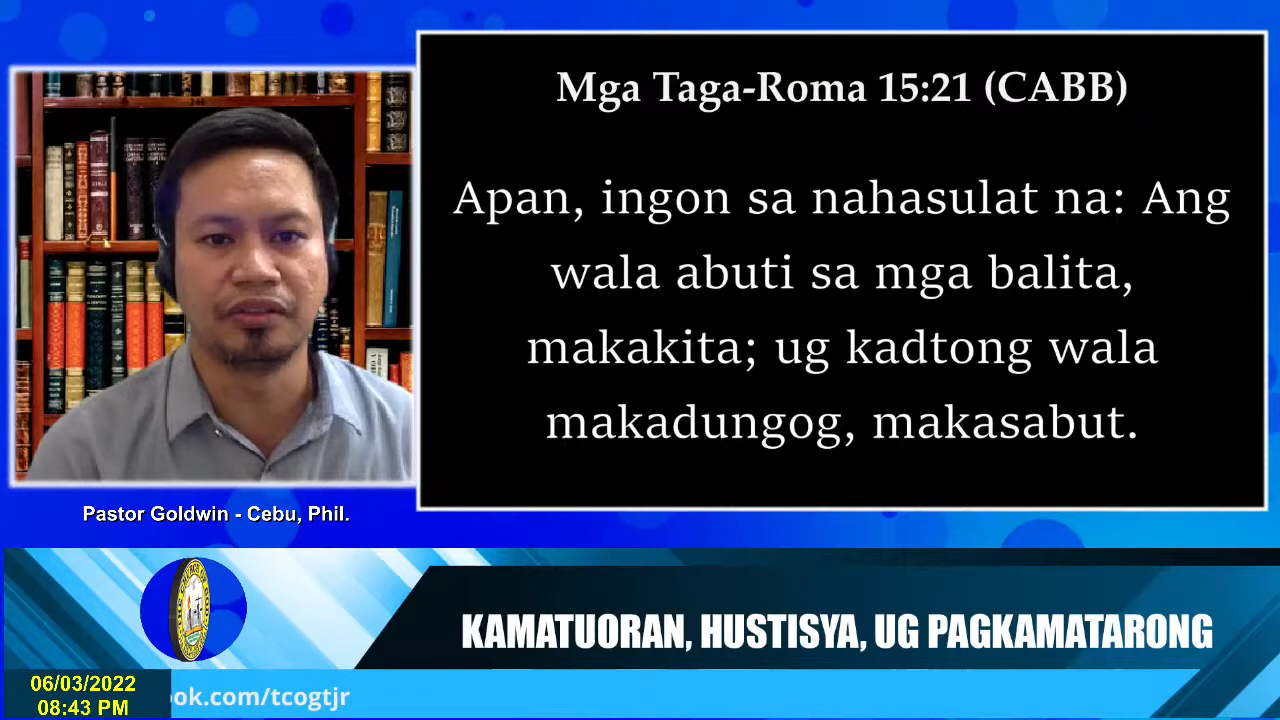 Mga Taga-Roma 15:21 (CABB)
Apan, ingon sa nahasulat na: Ang
wala abuti sa mga balita,
makakita; ug kadtong wala
makadungog, makasabut.
Pastor Goldwin - Cebu, Phil.
KAMATUORAN, HUSTISYA, UG PAGKAMATARONG
06/03/2022
08:43 PM
ook.com/tcogtjr